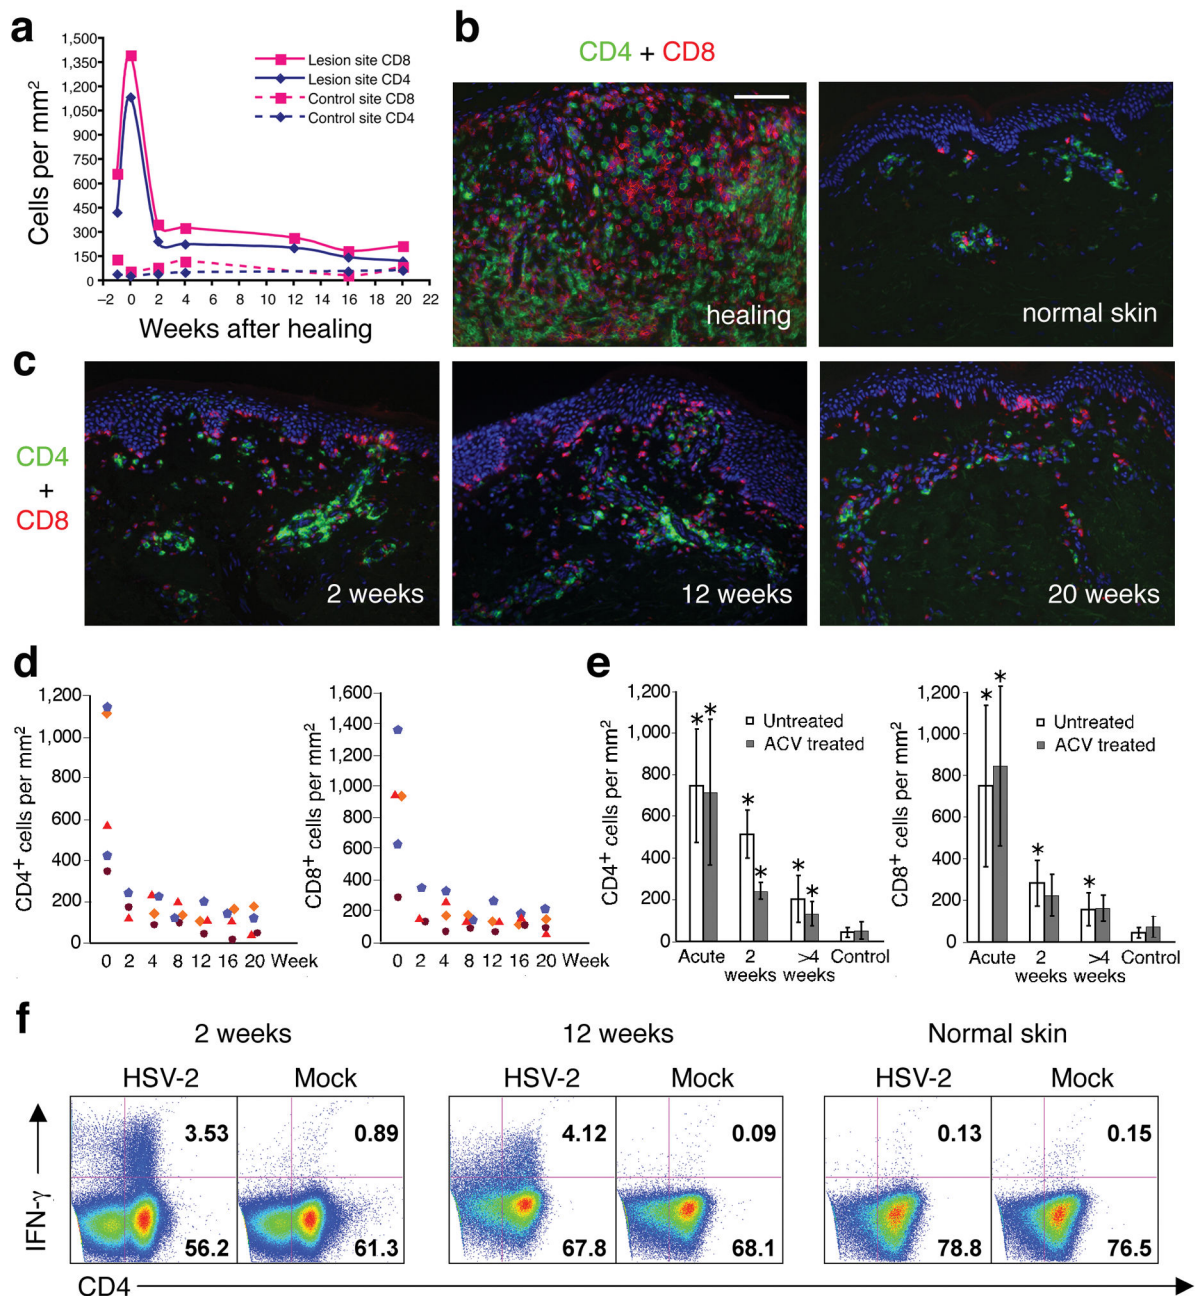 a
1,500
1,350
1,200
1,050
900
750
600
450
300
150
0
Cells per mm2
−2 0 2 4 6 8 10 12 14 16 18 20 22
Weeks after healing
Lesion site CD8
Lesion site CD4
Control site CD8
Control site CD4
b
CD4 + CD8
healing
normal skin
c
CD4
+
CD8
2 weeks
12 weeks
20 weeks
d
CD4+ cells per mm2
1,200
1,000
800
600
400
200
0
0 2 4 8 12 16 20 Week
CD8+ cells per mm2
1,600
1,400
1,200
1,000
800
600
400
200
0
0 2 4 8 12 16 20 Week
e
CD4+ cells per mm2
1,200
1,000
800
600
400
200
0
* * * * * *
Untreated
ACV treated
Acute 2 >4 Control
weeks weeks
CD8+ cells per mm2
1,200
1,000
800
600
400
200
0
* * * *
Untreated
ACV treated
Acute 2 >4 Control
weeks weeks
f
2 weeks
12 weeks
Normal skin
HSV-2 Mock
HSV-2 Mock
HSV-2 Mock
IFN-γ
3.53 0.89
4.12 0.09
0.13 0.15
56.2 61.3
67.8 68.1
78.8 76.5
CD4